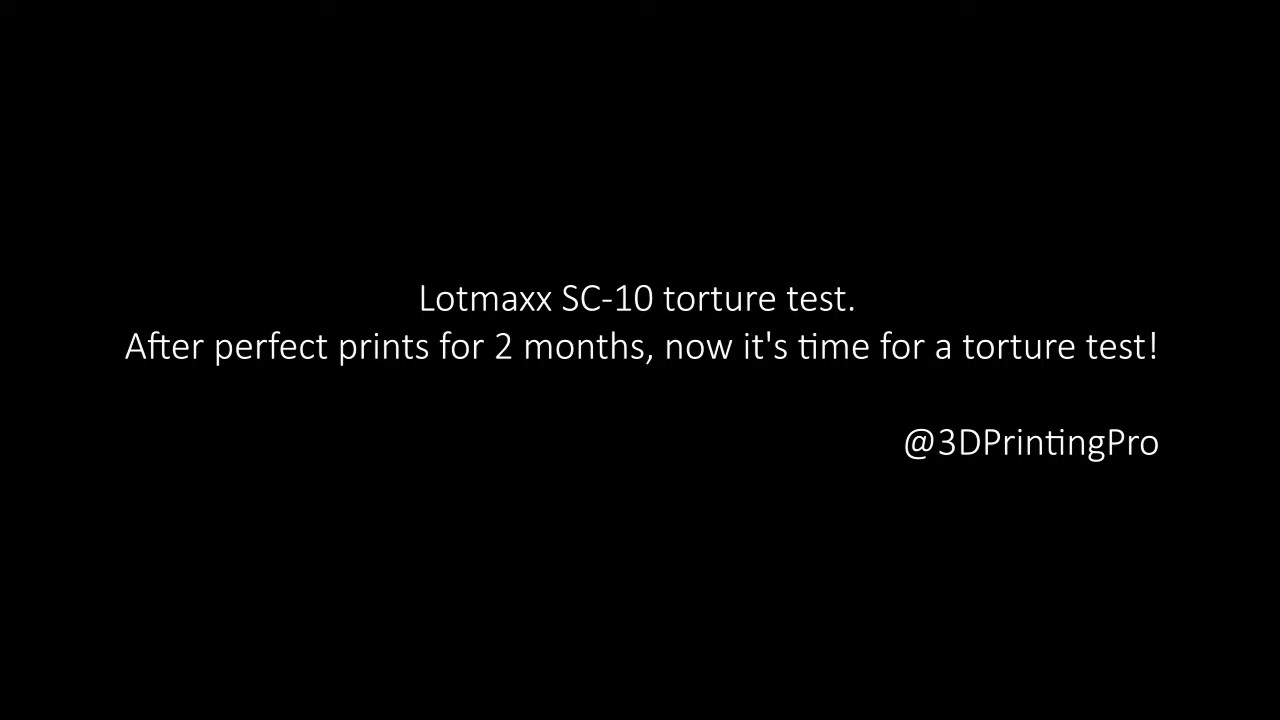 Lotmaxx SC-10 torture test.
After perfect prints for 2 months, now it's time for a torture test!
@3DPrintingPro